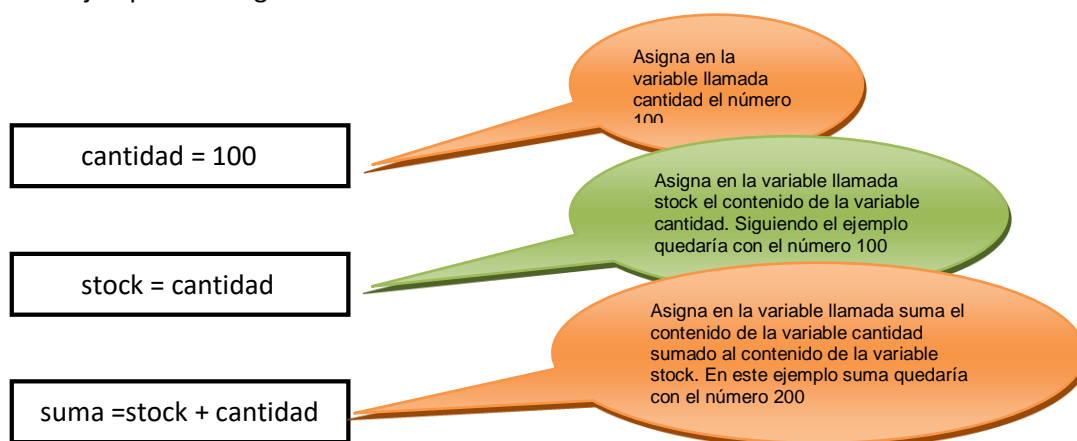 Asigna en la
variable llamada
cantidad el número
100
cantidad = 100
Asigna en la variable llamada
stock el contenido de la variable
cantidad. Siguiendo el ejemplo
quedaría con el número 100
stock = cantidad
Asigna en la variable llamada suma el
contenido de la variable cantidad
sumado al contenido de la variable
stock. En este ejemplo suma quedaría
con el número 200
suma =stock + cantidad